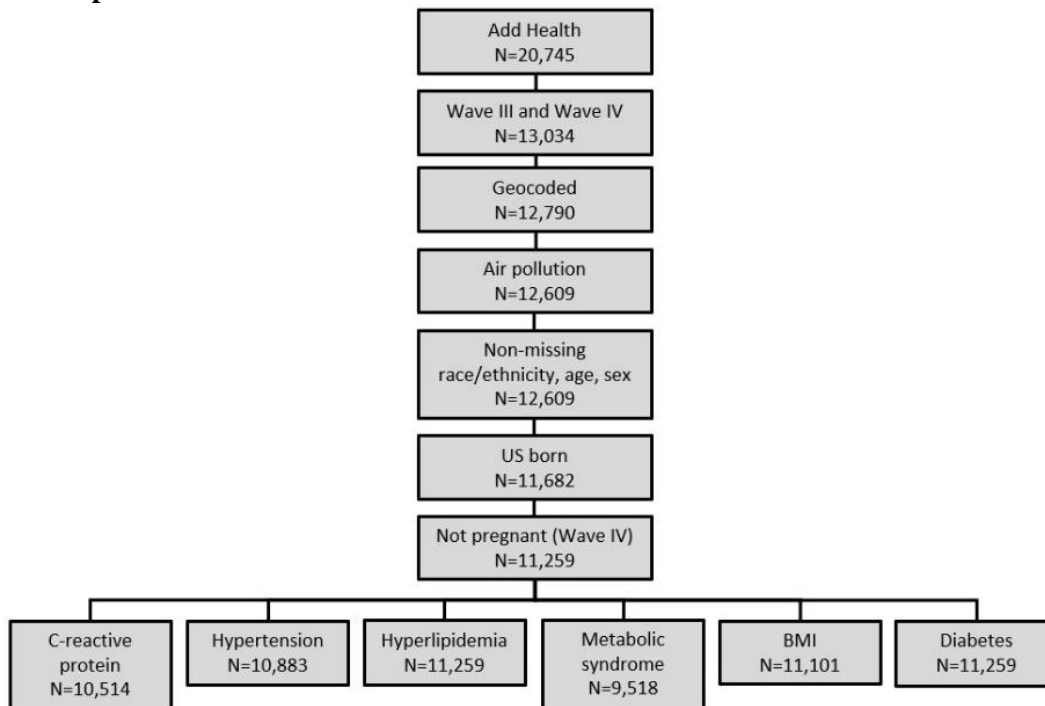 Add Health
N=20,745
Wave III and Wave IV
N=13,034
Geocoded
N=12,790
Air pollution
N=12,609
Non-missing
race/ethnicity, age, sex
N=12,609
US born
N=11,682
Not pregnant (Wave IV)
N=11,259
C-reactive
protein
N=10,514
Hypertension
N=10,883
Hyperlipidemia
N=11,259
Metabolic
syndrome
N=9,518
BMI
N=11,101
Diabetes
N=11,259